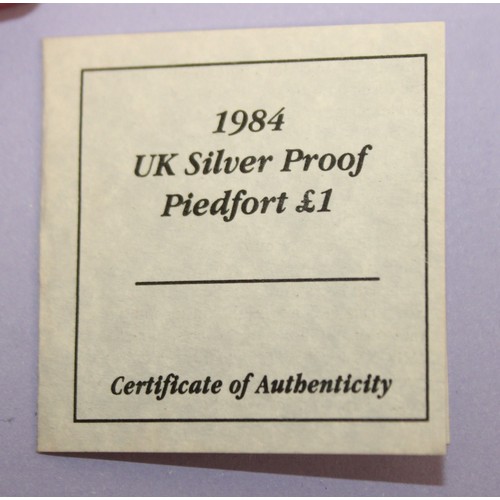 1984
UK Silver Proof
Piedfort £1
Certificate of Authenticity